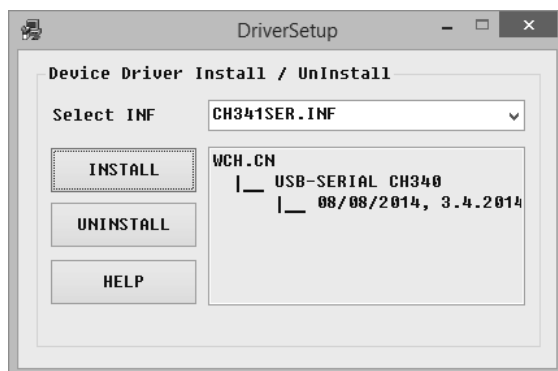 DriverSetup
Device Driver Install / UnInstall
Select INF
CH341SER.INF
INSTALL
UNINSTALL
HELP
WCH.CN
|__ USB-SERIAL CH340
|__ 08/08/2014, 3.4.2014